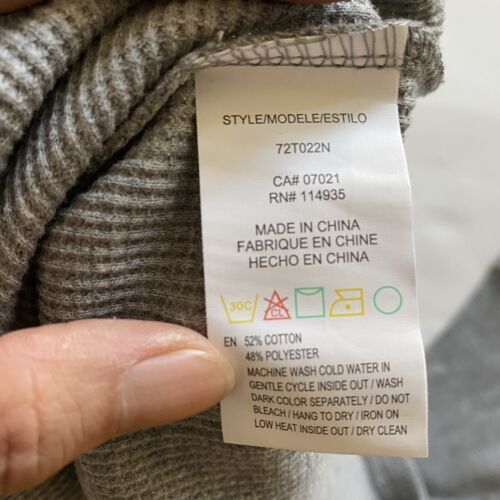 STYLE/MODELE/ESTILO
72T022N
CA# 07021
RN# 114935
MADE IN CHINA
FABRIQUE EN CHINE
HECHO EN CHINA
30C CL
EN 52% COTTON
48% POLYESTER
MACHINE WASH COLD WATER IN
GENTLE CYCLE INSIDE OUT / WASH
DARK COLOR SEPARATELY / DO NOT
BLEACH / HANG TO DRY / IRON ON
LOW HEAT INSIDE OUT / DRY CLEAN